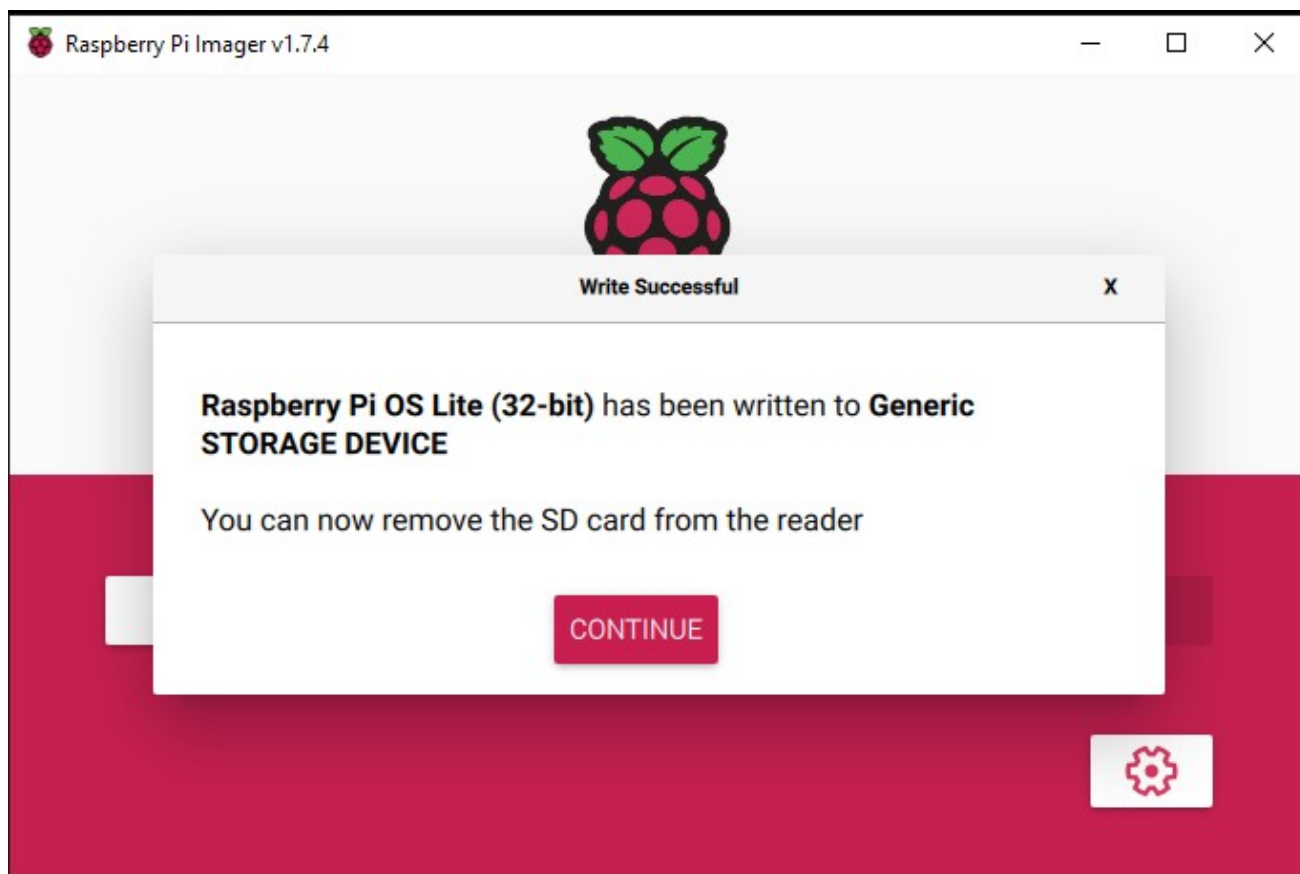 Raspberry Pi Imager v1.7.4
Write Successful
X
Raspberry Pi OS Lite (32-bit) has been written to Generic
STORAGE DEVICE
You can now remove the SD card from the reader
CONTINUE